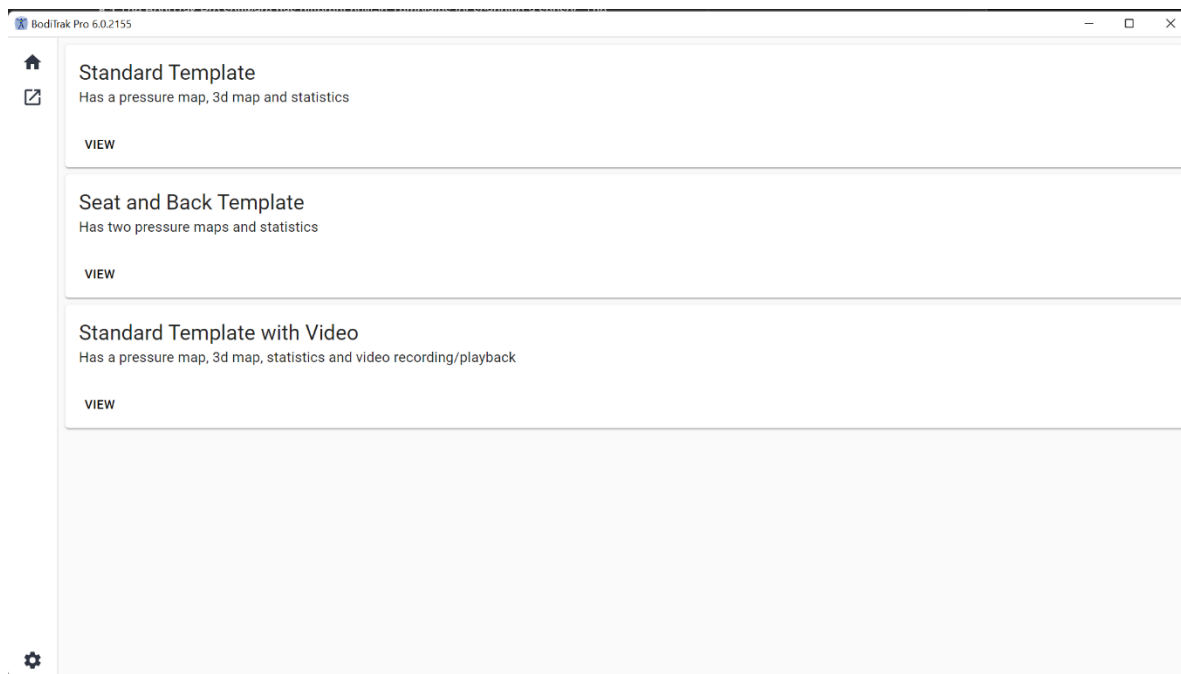 BodiTrak Pro 6.0.2155
Standard Template
Has a pressure map, 3d map and statistics
VIEW
Seat and Back Template
Has two pressure maps and statistics
VIEW
Standard Template with Video
Has a pressure map, 3d map, statistics and video recording/playback
VIEW